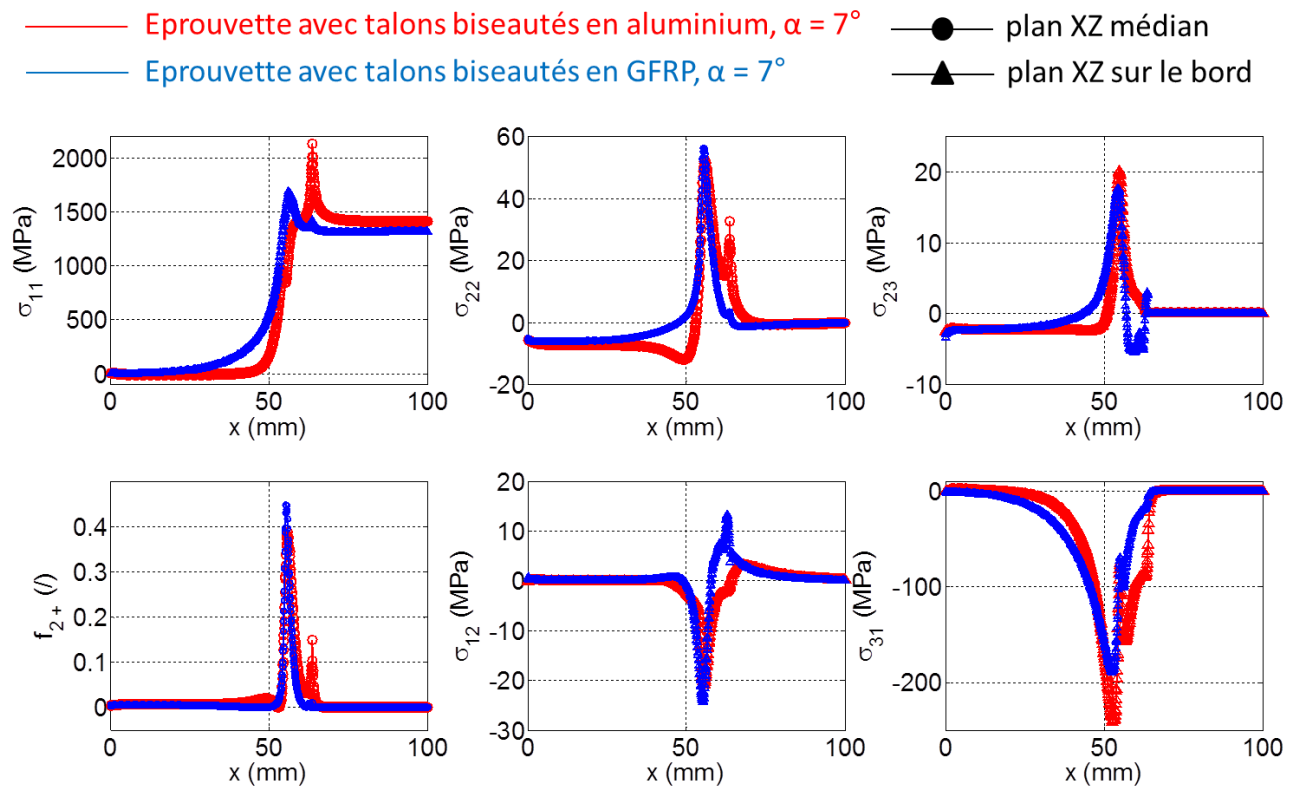 Eprouvette avec talons biseautés en aluminium, α = 7°
plan XZ médian
Eprouvette avec talons biseautés en GFRP, α = 7°
plan XZ sur le bord
2000
1500
1000
500
0
σ11 (MPa)
0 50 100
x (mm)
60
40
20
0
-20
σ22 (MPa)
0 50 100
x (mm)
20
10
0
-10
σ23 (MPa)
0 50 100
x (mm)
0.4
0.3
0.2
0.1
0
f2+ (/)
0 50 100
x (mm)
20
10
0
-10
-20
-30
σ12 (MPa)
0 50 100
x (mm)
0
-100
-200
σ31 (MPa)
0 50 100
x (mm)